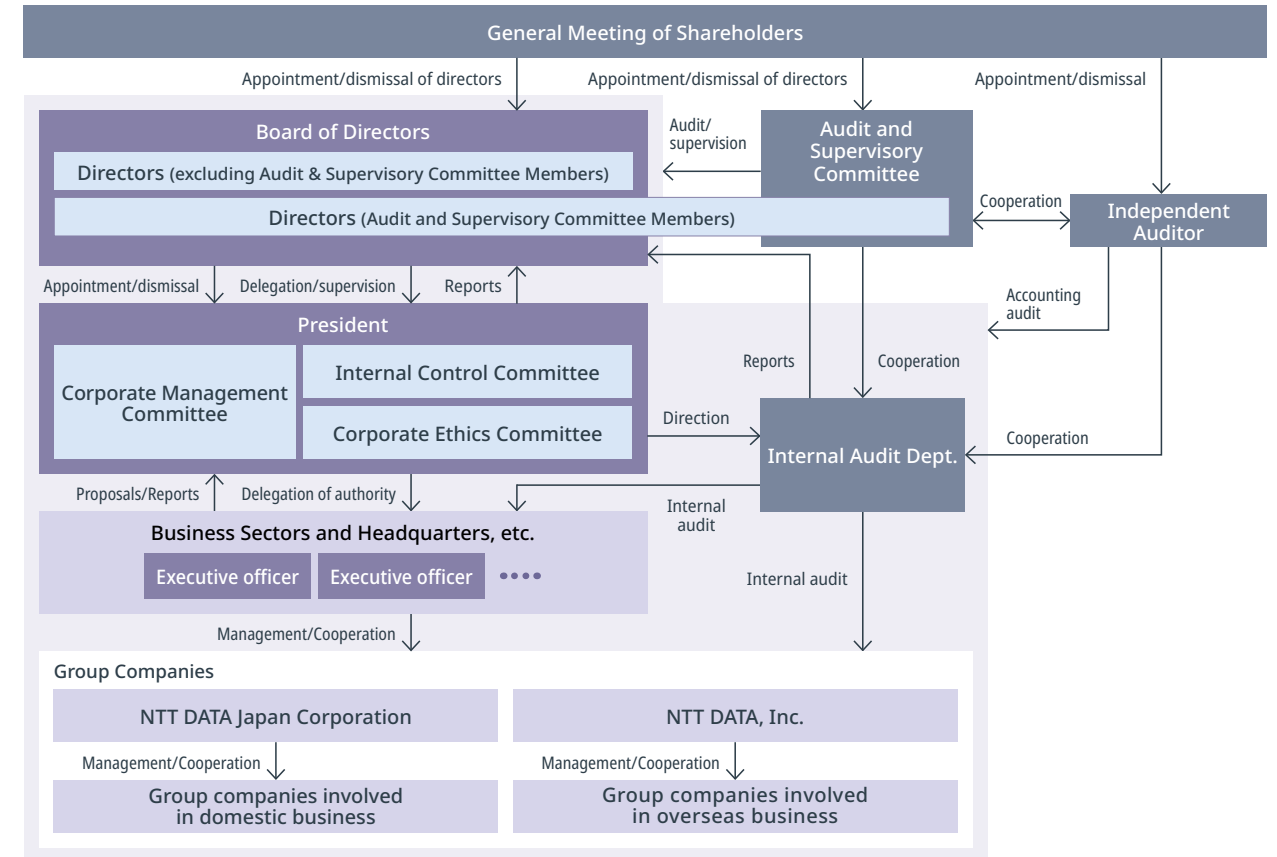 General Meeting of Shareholders
Appointment/dismissal of directors
Appointment/dismissal of directors
Appointment/dismissal
Board of Directors
Directors (excluding Audit & Supervisory Committee Members)
Directors (Audit and Supervisory Committee Members)
Audit/
supervision
Audit and
Supervisory
Committee
Cooperation
Independent
Auditor
Appointment/dismissal
Delegation/supervision
Reports
Accounting
audit
President
Corporate Management
Committee
Internal Control Committee
Corporate Ethics Committee
Reports
Cooperation
Direction
Internal Audit Dept.
Cooperation
Proposals/Reports
Delegation of authority
Internal
audit
Business Sectors and Headquarters, etc.
Executive officer
Executive officer
Internal audit
Management/Cooperation
Group Companies
NTT DATA Japan Corporation
NTT DATA, Inc.
Management/Cooperation
Management/Cooperation
Group companies involved
in domestic business
Group companies involved
in overseas business